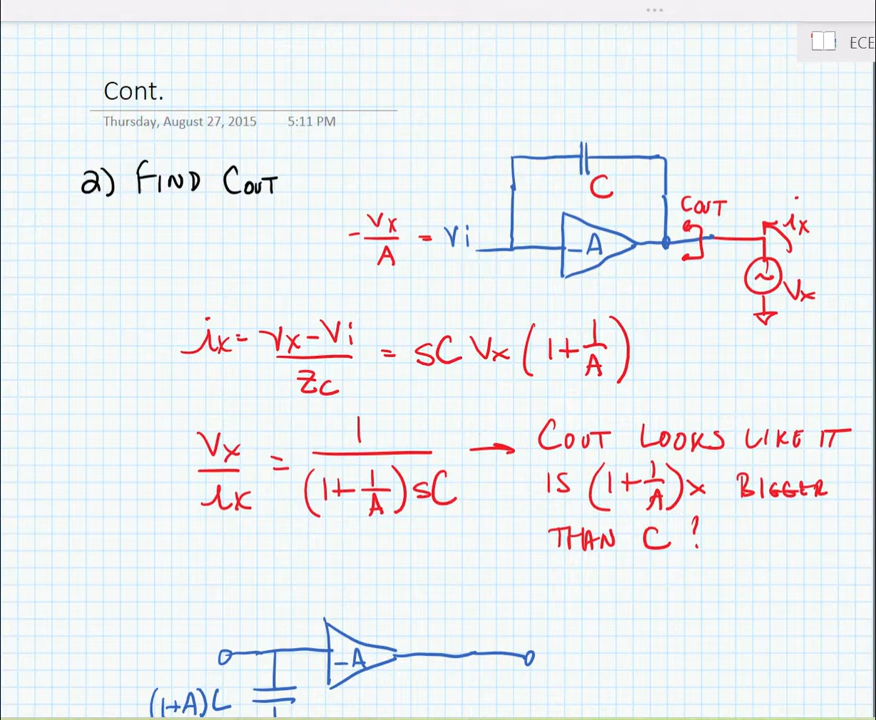 ECE
Cont.
Thursday, August 27, 2015 5:11 PM
2) FIND COUT
C
COUT
ix
-Vx/A = Vi
-A
Vx
ix = Vx-Vi/Zc = sC Vx (1+1/A)
Vx/ix = 1/(1+1/A)sC → COUT LOOKS LIKE IT
IS (1+1/A)x BIGGER
THAN C?
-A
(1+A)C